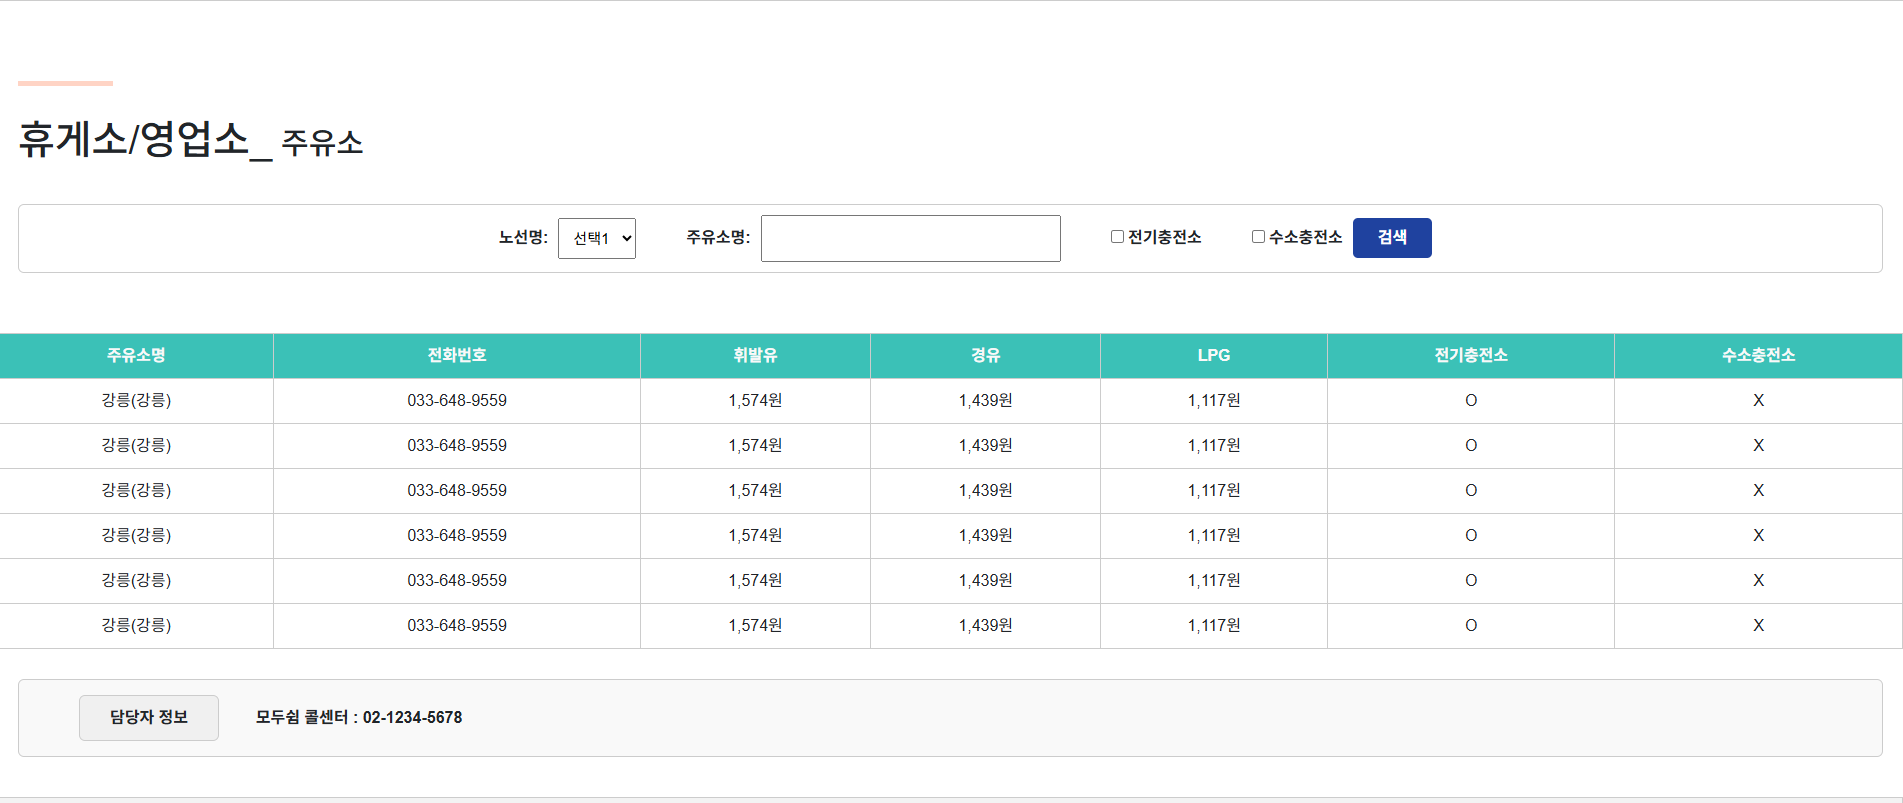 휴게소/영업소_ 주유소
노선명: 선택1 주유소명: 전기충전소 수소충전소 검색
주유소명 전화번호 휘발유 경유 LPG 전기충전소 수소충전소
강릉(강릉) 033-648-9559 1,574원 1,439원 1,117원 O X
강릉(강릉) 033-648-9559 1,574원 1,439원 1,117원 O X
강릉(강릉) 033-648-9559 1,574원 1,439원 1,117원 O X
강릉(강릉) 033-648-9559 1,574원 1,439원 1,117원 O X
강릉(강릉) 033-648-9559 1,574원 1,439원 1,117원 O X
강릉(강릉) 033-648-9559 1,574원 1,439원 1,117원 O X
담당자 정보 모두쉼 콜센터 : 02-1234-5678